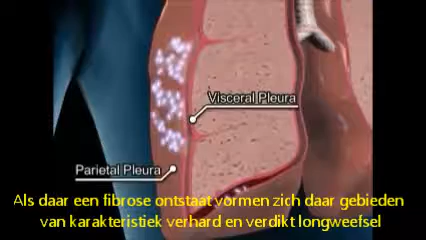 Visceral Pleura
Parietal Pleura
Als daar een fibrose ontstaat vormen zich daar gebieden
van karakteristiek verhard en verdikt longweefsel